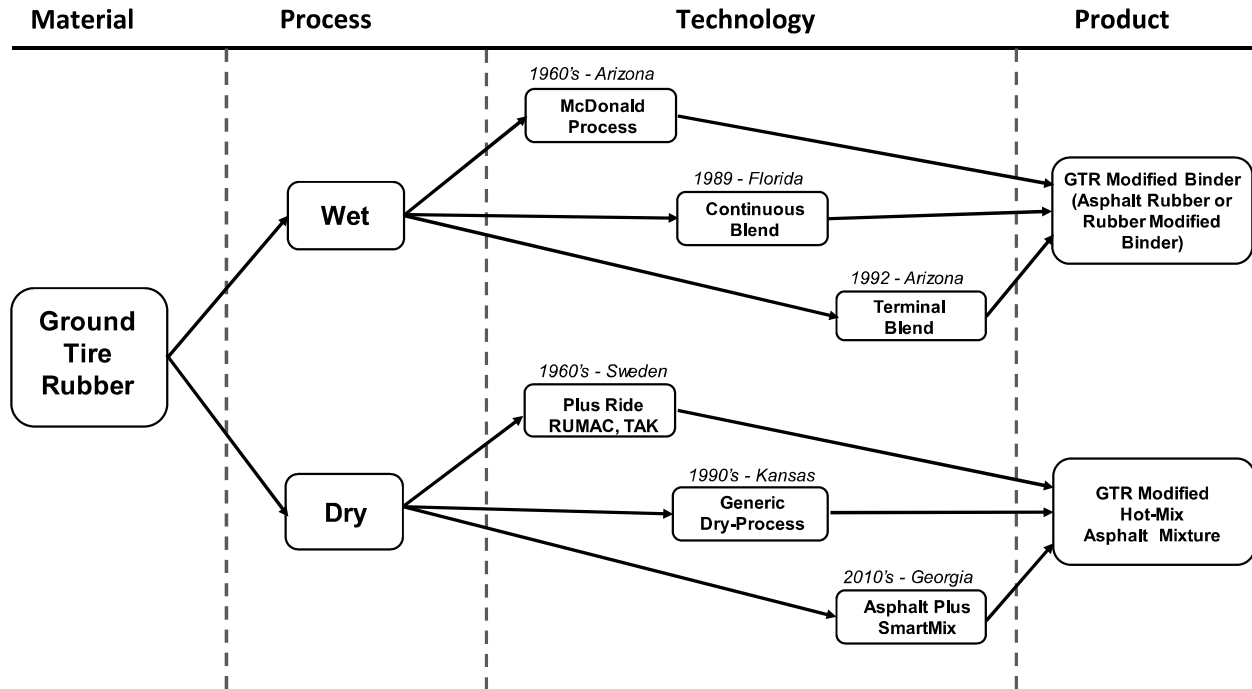 Material Process Technology Product
1960's - Arizona
McDonald
Process
1989 - Florida
Continuous
Blend
1992 - Arizona
Terminal
Blend
Wet
GTR Modified Binder
(Asphalt Rubber or
Rubber Modified
Binder)
Ground
Tire
Rubber
1960's - Sweden
Plus Ride
RUMAC, TAK
1990's - Kansas
Generic
Dry-Process
2010's - Georgia
Asphalt Plus
SmartMix
Dry
GTR Modified
Hot-Mix
Asphalt Mixture